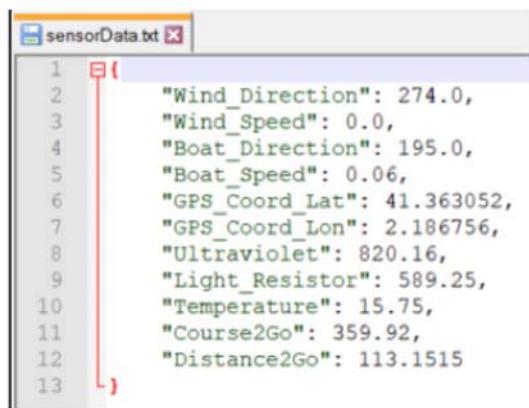 sensorData.txt
1 {
2 "Wind_Direction": 274.0,
3 "Wind_Speed": 0.0,
4 "Boat_Direction": 195.0,
5 "Boat_Speed": 0.06,
6 "GPS_Coord_Lat": 41.363052,
7 "GPS_Coord_Lon": 2.186756,
8 "Ultraviolet": 820.16,
9 "Light_Resistor": 589.25,
10 "Temperature": 15.75,
11 "Course2Go": 359.92,
12 "Distance2Go": 113.1515
13 }